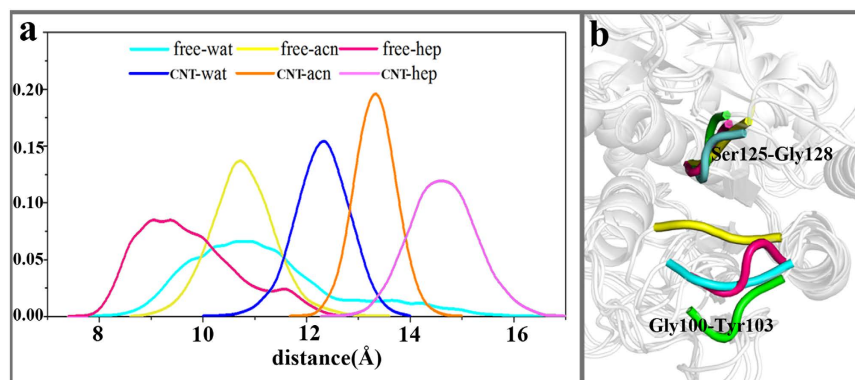 a
free-wat free-acn free-hep
CNT-wat CNT-acn CNT-hep
0.20
0.15
0.10
0.05
0.00
8 10 12 14 16
distance(Å)
b
Ser125-Gly128
Gly100-Tyr103